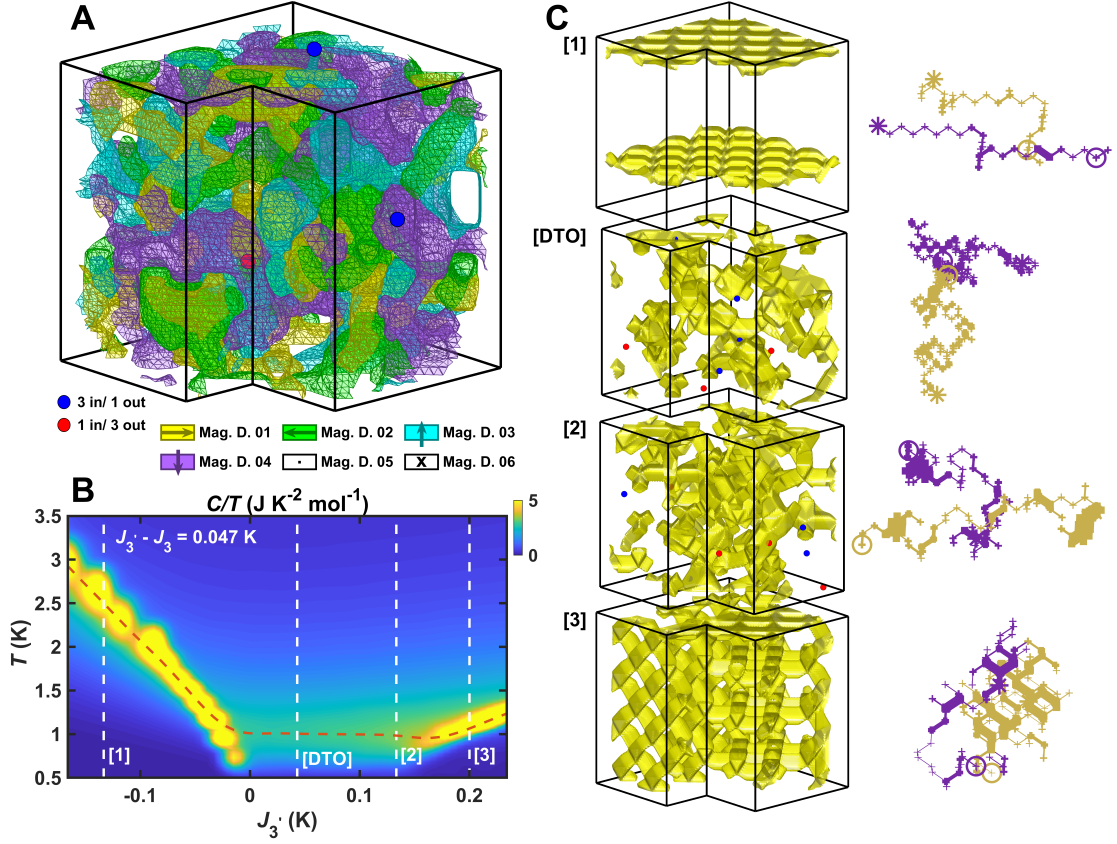 A
3 in/ 1 out
1 in/ 3 out
Mag. D. 01
Mag. D. 02
Mag. D. 03
Mag. D. 04
Mag. D. 05
X Mag. D. 06
B
C/T (J K⁻² mol⁻¹)
J₃' - J₃ = 0.047 K
5
0
3.5
3
2.5
2
1.5
1
0.5
T (K)
[1]
[DTO]
[2]
[3]
-0.1
0
0.1
0.2
J₃' (K)
C
[1]
[DTO]
[2]
[3]